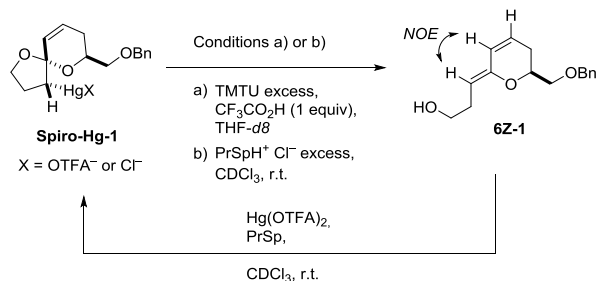 O
O
HgX
H
OBn
Spiro-Hg-1
X = OTFA– or Cl–
Conditions a) or b)
a) TMTU excess,
CF3CO2H (1 equiv),
THF-d8
b) PrSpH+ Cl– excess,
CDCl3, r.t.
NOE
H
H
H
O
OBn
HO
6Z-1
Hg(OTFA)2,
PrSp,
CDCl3, r.t.